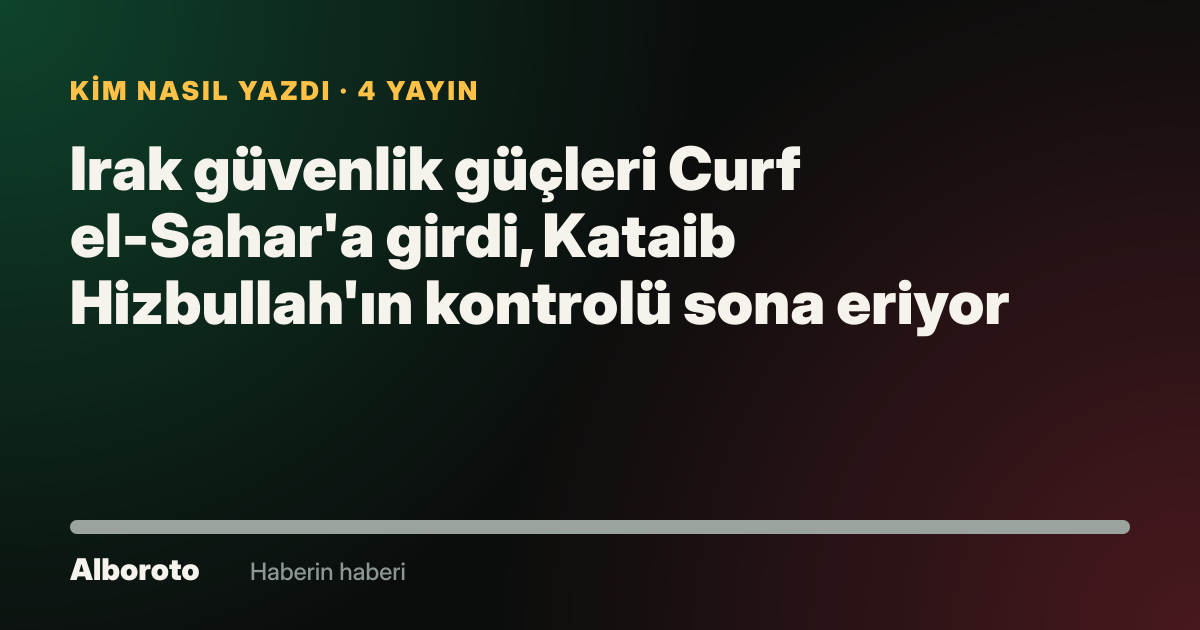 KİM NASIL YAZDI · 4 YAYIN
Irak güvenlik güçleri Curf
el-Sahar'a girdi, Kataib
Hizbullah'ın kontrolü sona eriyor
Alboroto
Haberin haberi